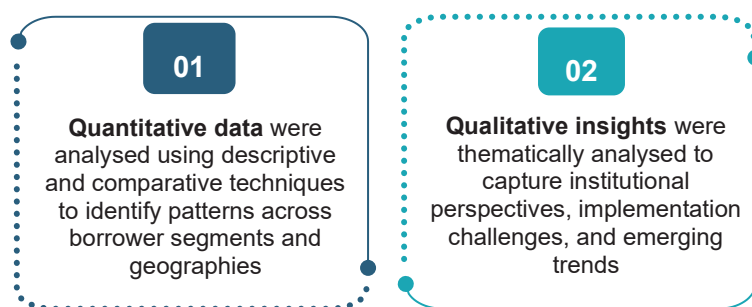 01
Quantitative data were
analysed using descriptive
and comparative techniques
to identify patterns across
borrower segments and
geographies
02
Qualitative insights were
thematically analysed to
capture institutional
perspectives, implementation
challenges, and emerging
trends